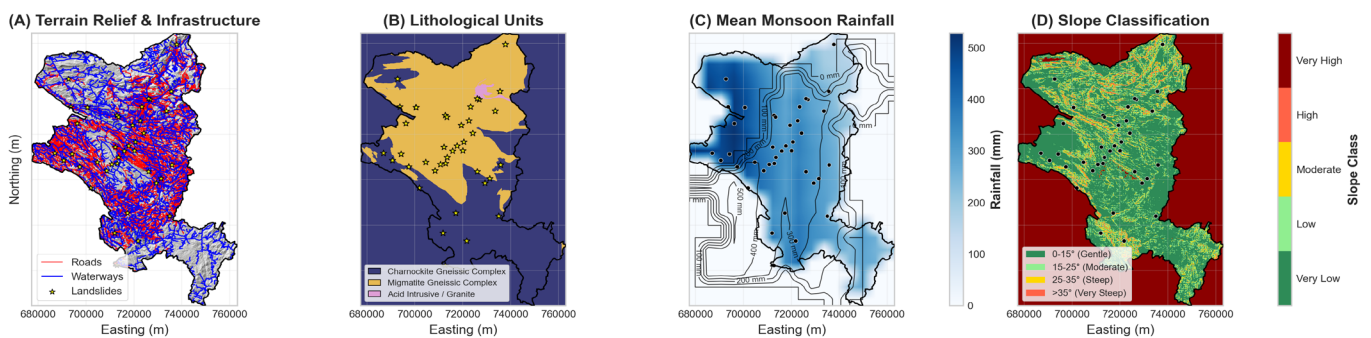 (A) Terrain Relief & Infrastructure
(B) Lithological Units
(C) Mean Monsoon Rainfall
(D) Slope Classification
Northing (m)
Roads
Waterways
Landslides
680000 700000 720000 740000 760000
Easting (m)
Charnockite Gneissic Complex
Migmatite Gneissic Complex
Acid Intrusive / Granite
680000 700000 720000 740000 760000
Easting (m)
0 mm
100 mm
500 mm
400 mm
200 mm
680000 700000 720000 740000 760000
Easting (m)
500
400
300
200
100
0
Rainfall (mm)
0-15° (Gentle)
15-25° (Moderate)
25-35° (Steep)
>35° (Very Steep)
680000 700000 720000 740000 760000
Easting (m)
Very High
High
Moderate
Low
Very Low
Slope Class